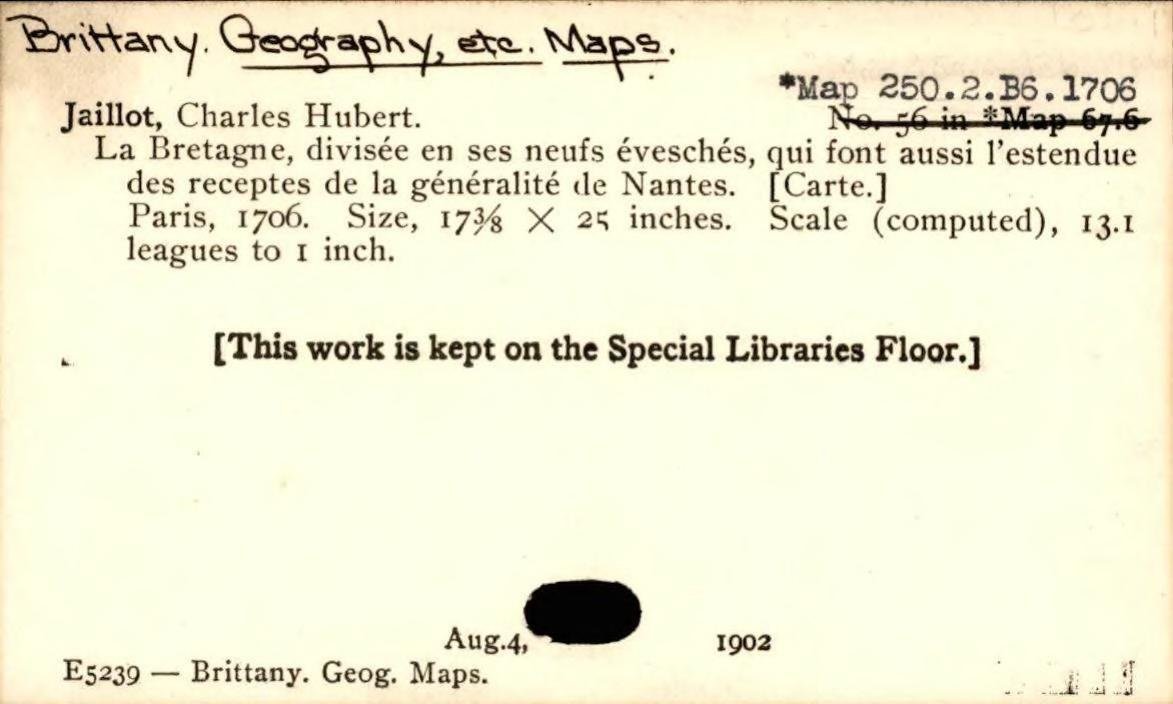 Brittany. Geography, etc. Maps.
*Map 250.2.B6.1706
Jaillot, Charles Hubert.
No. 56 in *Map 67.6
La Bretagne, divisée en ses neufs éveschés, qui font aussi l'estendue
des receptes de la généralité de Nantes. [Carte.]
Paris, 1706. Size, 17⅜ X 25 inches. Scale (computed), 13.1
leagues to 1 inch.
[This work is kept on the Special Libraries Floor.]
Aug.4, 1902
E5239 — Brittany. Geog. Maps.